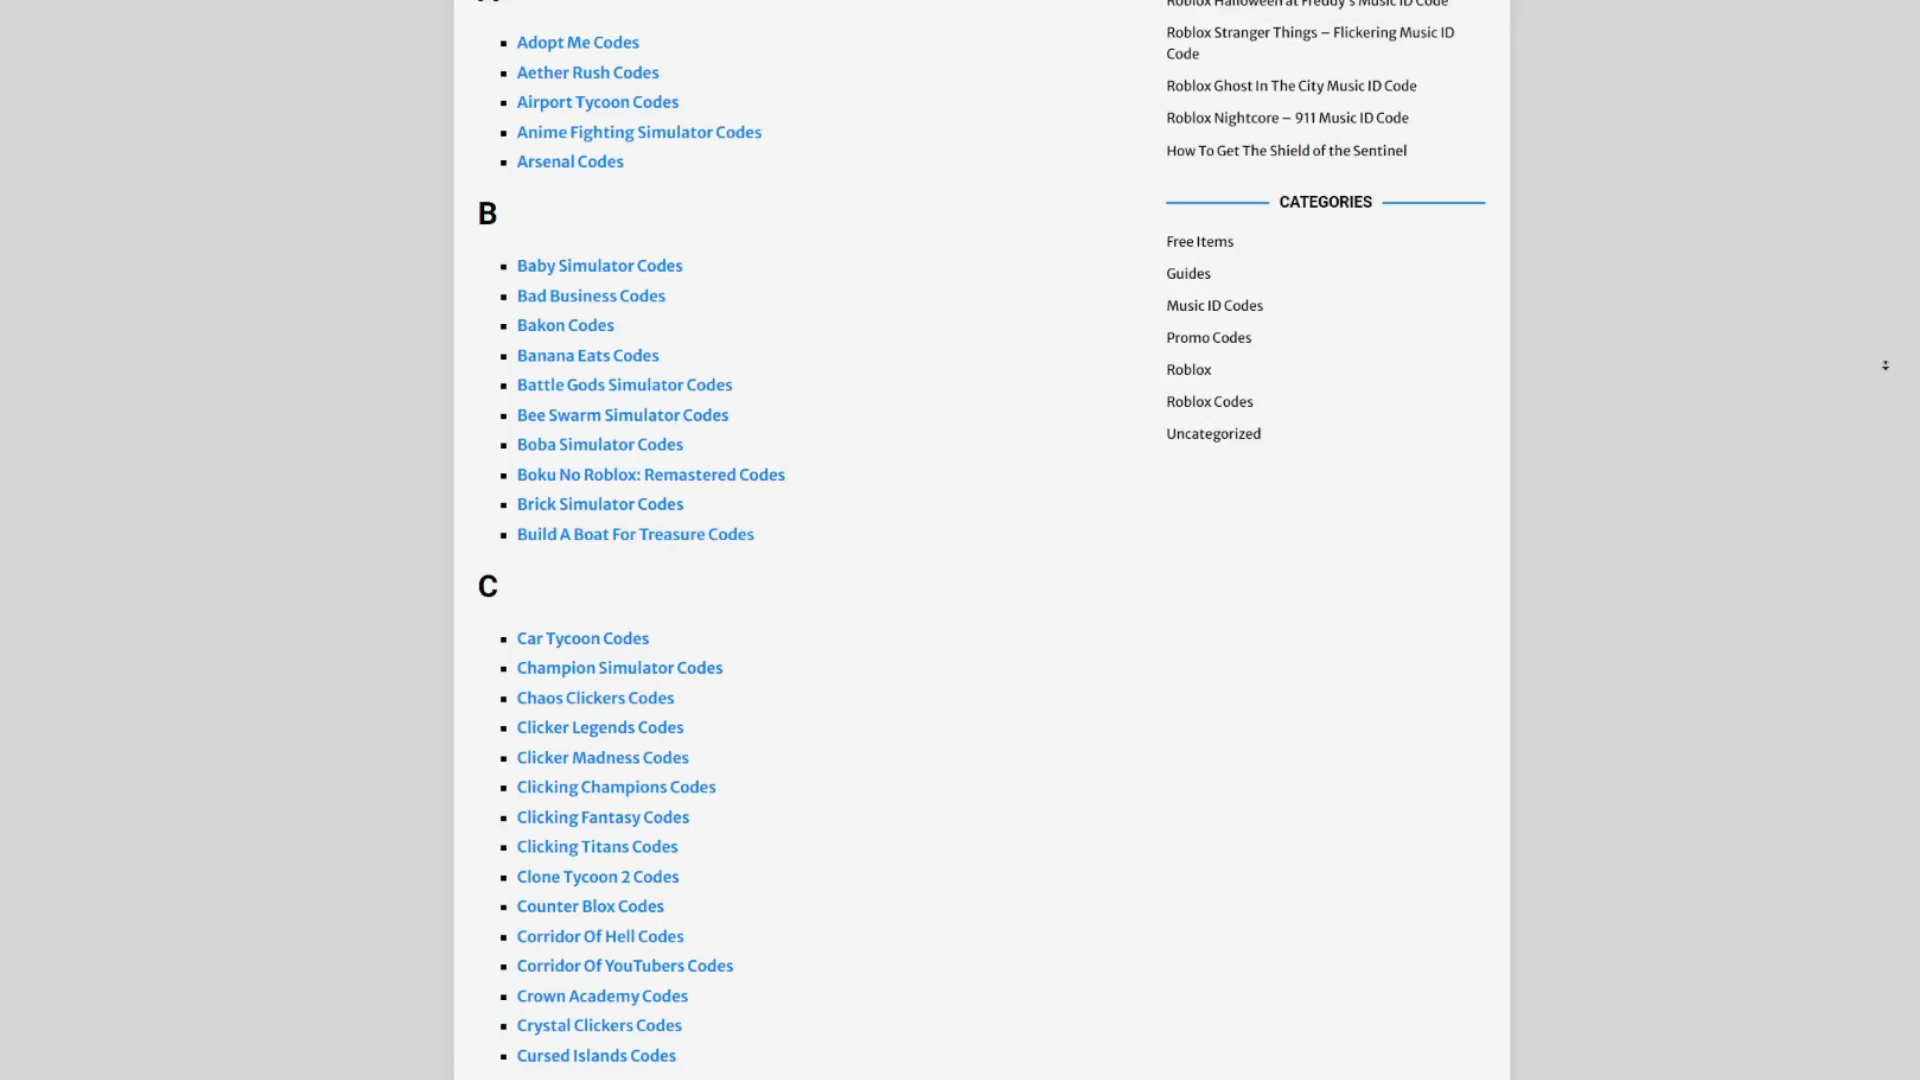 A
Adopt Me Codes
Aether Rush Codes
Airport Tycoon Codes
Anime Fighting Simulator Codes
Arsenal Codes
B
Baby Simulator Codes
Bad Business Codes
Bakon Codes
Banana Eats Codes
Battle Gods Simulator Codes
Bee Swarm Simulator Codes
Boba Simulator Codes
Boku No Roblox: Remastered Codes
Brick Simulator Codes
Build A Boat For Treasure Codes
C
Car Tycoon Codes
Champion Simulator Codes
Chaos Clickers Codes
Clicker Legends Codes
Clicker Madness Codes
Clicking Champions Codes
Clicking Fantasy Codes
Clicking Titans Codes
Clone Tycoon 2 Codes
Counter Blox Codes
Corridor Of Hell Codes
Corridor Of YouTubers Codes
Crown Academy Codes
Crystal Clickers Codes
Cursed Islands Codes
Roblox Halloween at Freddy's Music ID Code
Roblox Stranger Things – Flickering Music ID
Code
Roblox Ghost In The City Music ID Code
Roblox Nightcore – 911 Music ID Code
How To Get The Shield of the Sentinel
CATEGORIES
Free Items
Guides
Music ID Codes
Promo Codes
Roblox
Roblox Codes
Uncategorized